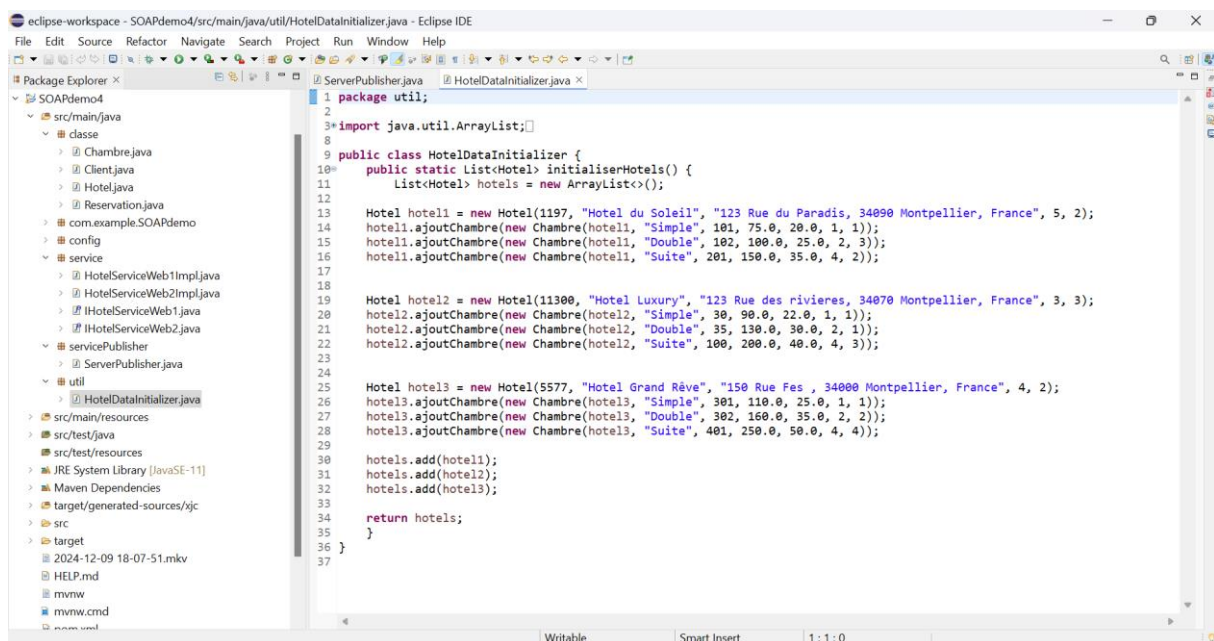 eclipse-workspace - SOAPdemo4/src/main/java/util/HotelDataInitializer.java - Eclipse IDE
File Edit Source Refactor Navigate Search Project Run Window Help
Package Explorer
SOAPdemo4
src/main/java
classe
Chambre.java
Client.java
Hotel.java
Reservation.java
com.example.SOAPdemo
config
service
HotelServiceWeb1Impl.java
HotelServiceWeb2Impl.java
IHotelServiceWeb1.java
IHotelServiceWeb2.java
servicePublisher
ServerPublisher.java
util
HotelDataInitializer.java
src/main/resources
src/test/java
src/test/resources
JRE System Library [JavaSE-11]
Maven Dependencies
target/generated-sources/xjc
src
target
2024-12-09 18-07-51.mkv
HELP.md
mvnw
mvnw.cmd
pom.xml
ServerPublisher.java HotelDataInitializer.java
1 package util;
2
3 import java.util.ArrayList;
8
9 public class HotelDataInitializer {
10 public static List<Hotel> initialiserHotels() {
11 List<Hotel> hotels = new ArrayList<>();
12
13 Hotel hotel1 = new Hotel(1197, "Hotel du Soleil", "123 Rue du Paradis, 34090 Montpellier, France", 5, 2);
14 hotel1.ajoutChambre(new Chambre(hotel1, "Simple", 101, 75.0, 20.0, 1, 1));
15 hotel1.ajoutChambre(new Chambre(hotel1, "Double", 102, 100.0, 25.0, 2, 3));
16 hotel1.ajoutChambre(new Chambre(hotel1, "Suite", 201, 150.0, 35.0, 4, 2));
17
18
19 Hotel hotel2 = new Hotel(11300, "Hotel Luxury", "123 Rue des rivieres, 34070 Montpellier, France", 3, 3);
20 hotel2.ajoutChambre(new Chambre(hotel2, "Simple", 30, 90.0, 22.0, 1, 1));
21 hotel2.ajoutChambre(new Chambre(hotel2, "Double", 35, 130.0, 30.0, 2, 1));
22 hotel2.ajoutChambre(new Chambre(hotel2, "Suite", 100, 200.0, 40.0, 4, 3));
23
24
25 Hotel hotel3 = new Hotel(5577, "Hotel Grand Rêve", "150 Rue Fes , 34000 Montpellier, France", 4, 2);
26 hotel3.ajoutChambre(new Chambre(hotel3, "Simple", 301, 110.0, 25.0, 1, 1));
27 hotel3.ajoutChambre(new Chambre(hotel3, "Double", 302, 160.0, 35.0, 2, 2));
28 hotel3.ajoutChambre(new Chambre(hotel3, "Suite", 401, 250.0, 50.0, 4, 4));
29
30 hotels.add(hotel1);
31 hotels.add(hotel2);
32 hotels.add(hotel3);
33
34 return hotels;
35 }
36 }
37
Writable Smart Insert 1 : 1 : 0